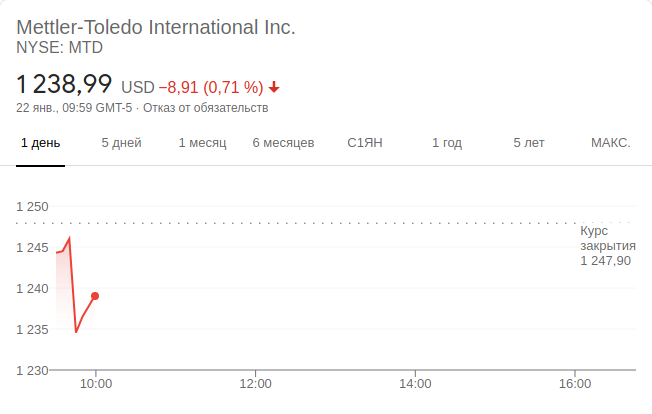 Mettler-Toledo International Inc.
NYSE: MTD
1 238,99 USD −8,91 (0,71 %)
22 янв., 09:59 GMT-5 · Отказ от обязательств
1 день 5 дней 1 месяц 6 месяцев С1ЯН 1 год 5 лет МАКС.
1 250
1 245
1 240
1 235
1 230
Курс
закрытия
1 247,90
10:00 12:00 14:00 16:00